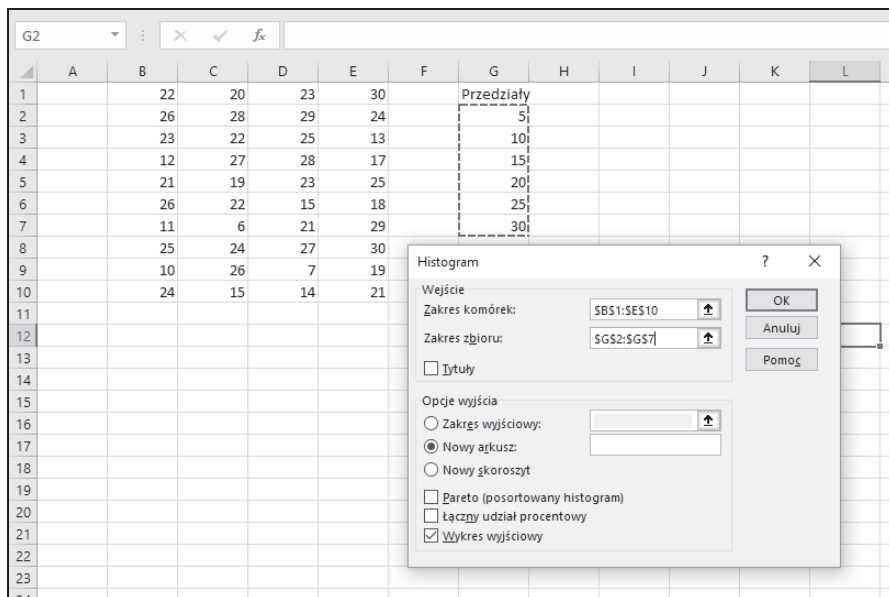 G2 fx
A B C D E F G H I J K L
1 22 20 23 30 Przedziały
2 26 28 29 24 5
3 23 22 25 13 10
4 12 27 28 17 15
5 21 19 23 25 20
6 26 22 15 18 25
7 11 6 21 29 30
8 25 24 27 30
9 10 26 7 19
10 24 15 14 21
11
12
13
14
15
16
17
18
19
20
21
22
23
Histogram ? ×
Wejście
Zakres komórek: $B$1:$E$10 OK
Zakres zbioru: $G$2:$G$7 Anuluj
Tytuły Pomoc
Opcje wyjścia
Zakres wyjściowy:
Nowy arkusz:
Nowy skoroszyt
Pareto (posortowany histogram)
Łączny udział procentowy
Wykres wyjściowy